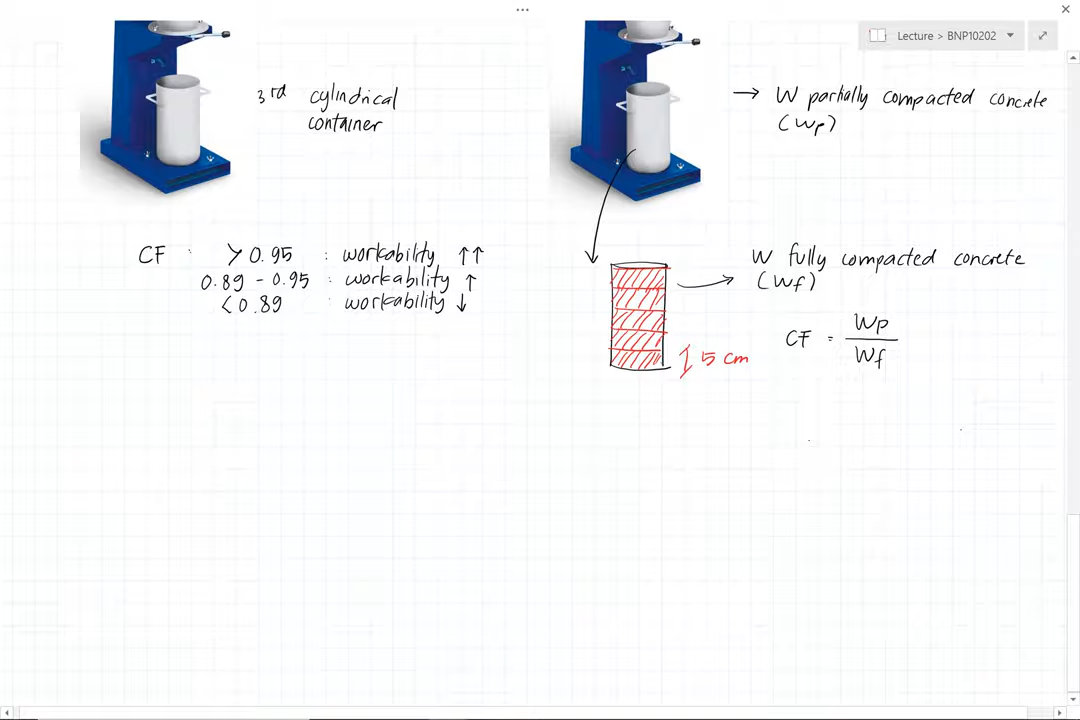 Lecture > BNP10202
3rd cylindrical
container
→ W partially compacted concrete
(Wp)
CF : > 0.95 : workability ↑↑
0.89 - 0.95 : workability ↑
< 0.89 : workability ↓
W fully compacted concrete
(Wf)
CF = Wp
Wf
5 cm